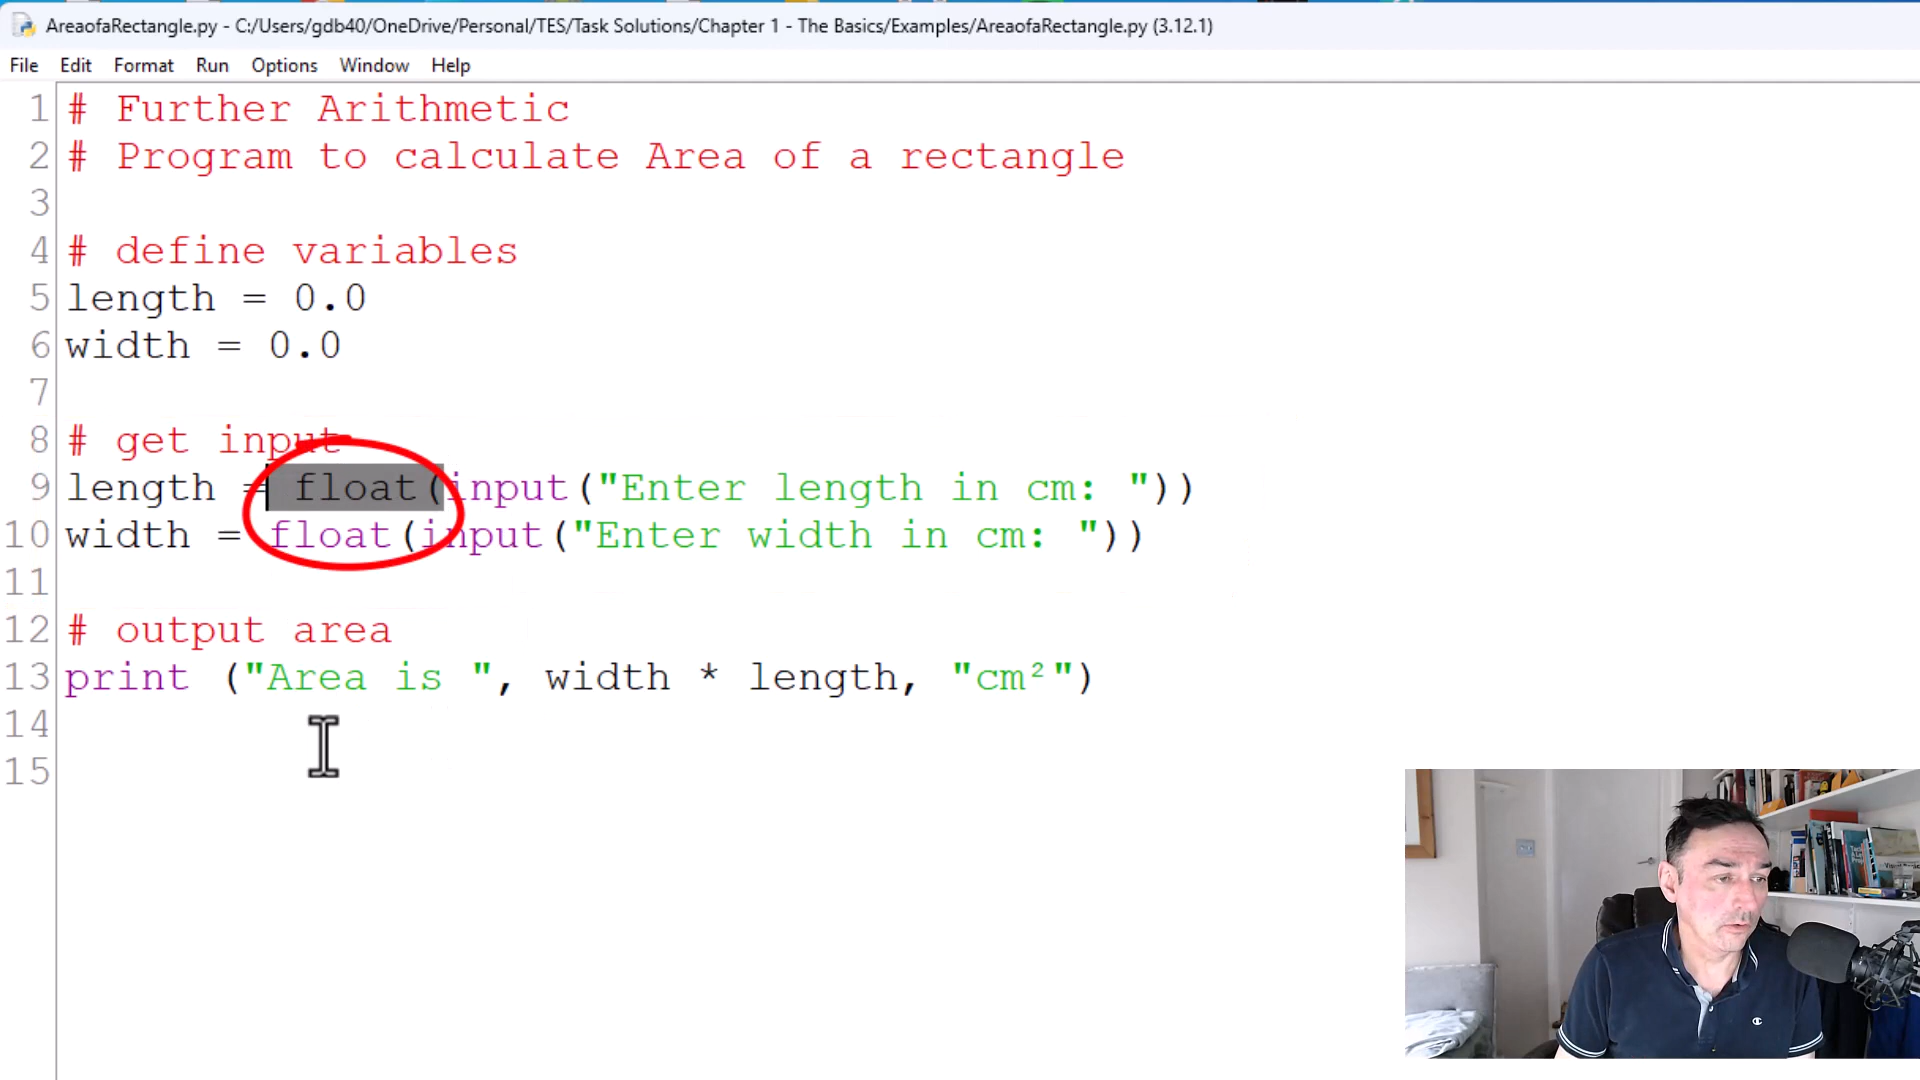 AreaofaRectangle.py - C:/Users/gdb40/OneDrive/Personal/TES/Task Solutions/Chapter 1 - The Basics/Examples/AreaofaRectangle.py (3.12.1)
File Edit Format Run Options Window Help
1 # Further Arithmetic
2 # Program to calculate Area of a rectangle
3
4 # define variables
5 length = 0.0
6 width = 0.0
7
8 # get input
9 length = float(input("Enter length in cm: "))
10 width = float(input("Enter width in cm: "))
11
12 # output area
13 print ("Area is ", width * length, "cm²")
14
15